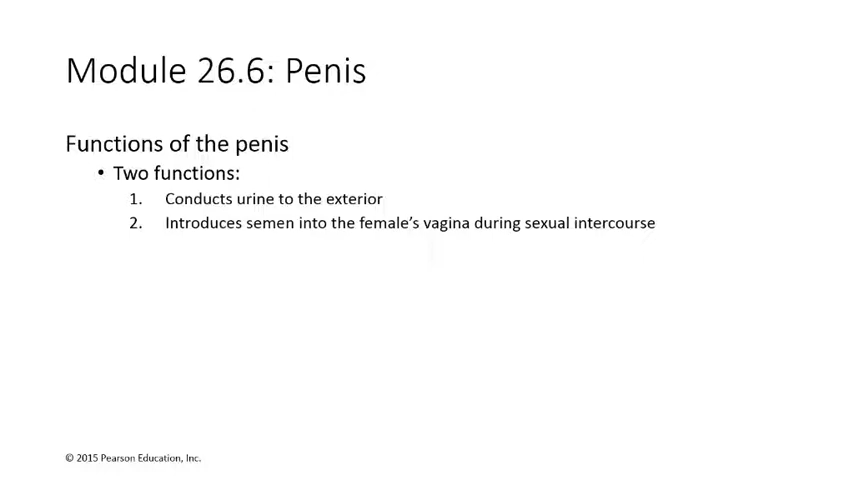 Module 26.6: Penis
Functions of the penis
• Two functions:
1. Conducts urine to the exterior
2. Introduces semen into the female’s vagina during sexual intercourse
© 2015 Pearson Education, Inc.